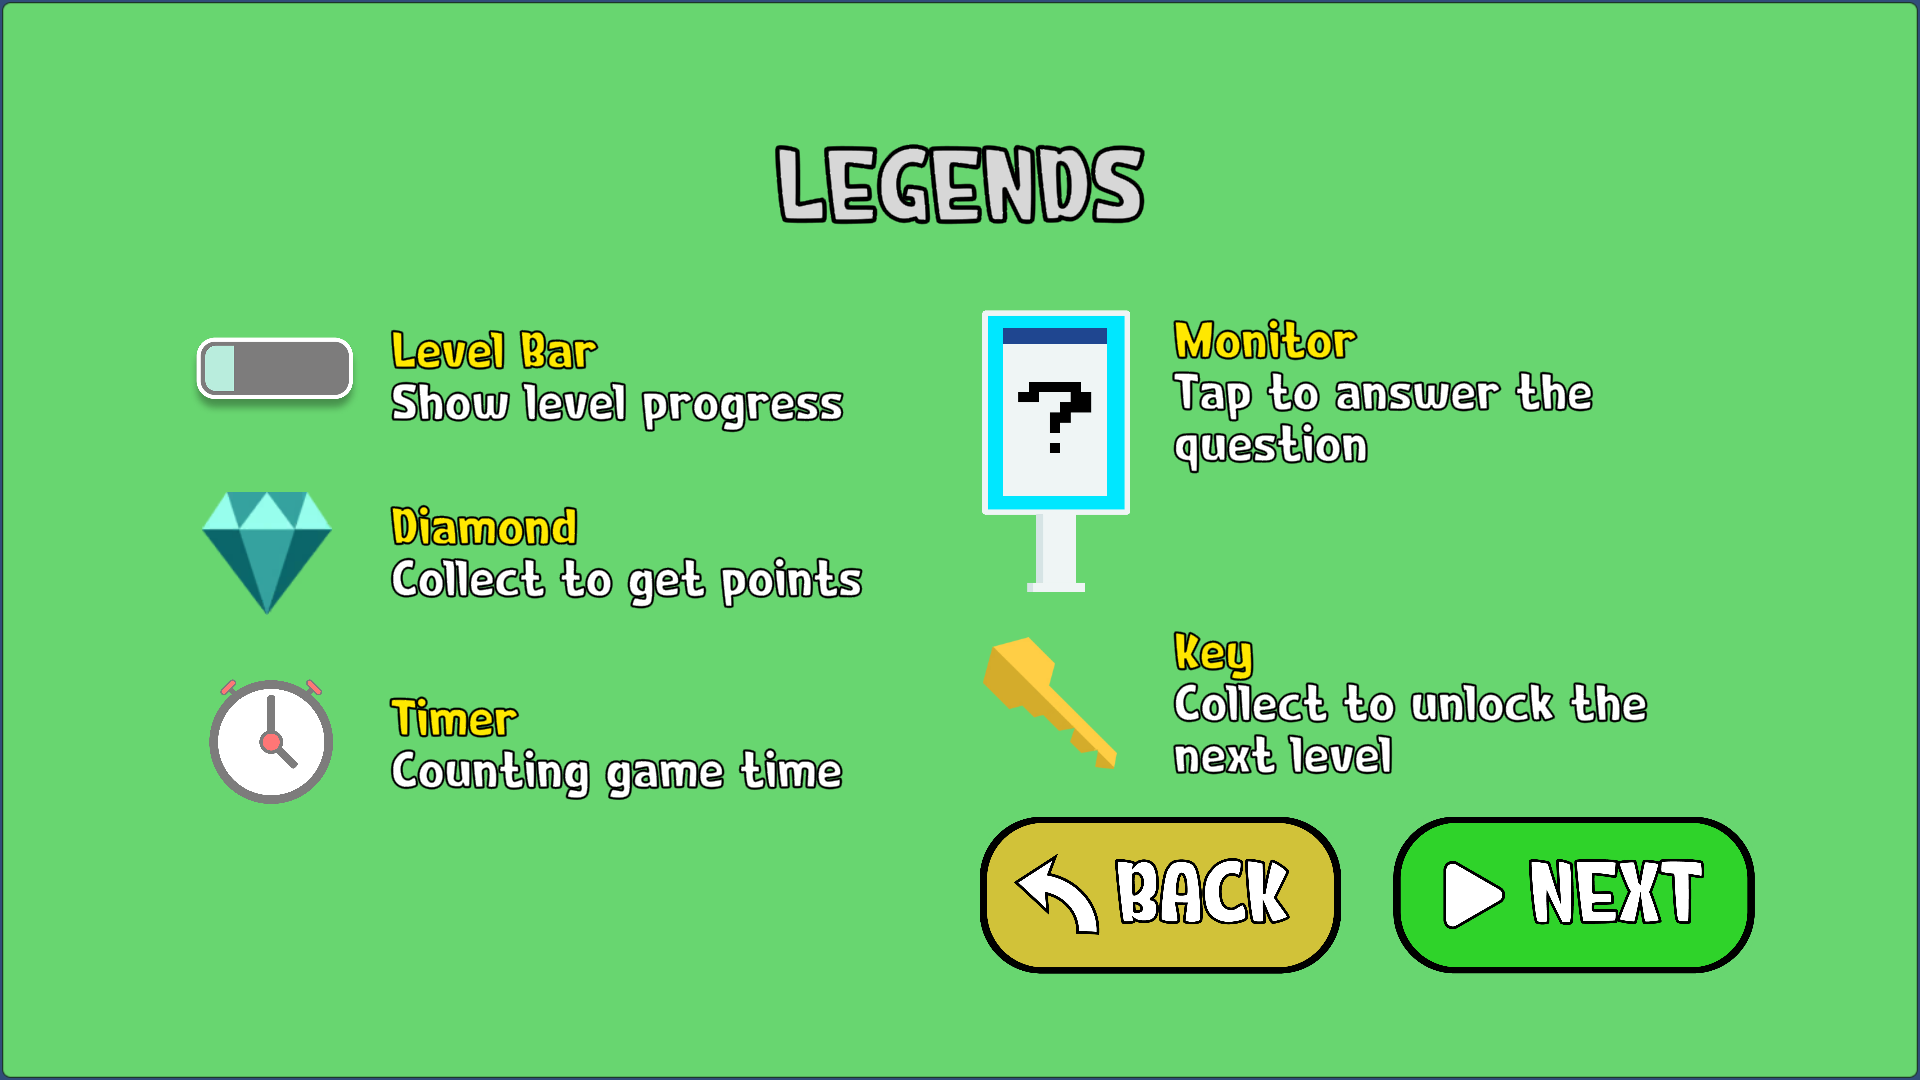 LEGENDS
Level Bar
Show level progress
Diamond
Collect to get points
Timer
Counting game time
Monitor
Tap to answer the
question
?
Key
Collect to unlock the
next level
BACK
NEXT